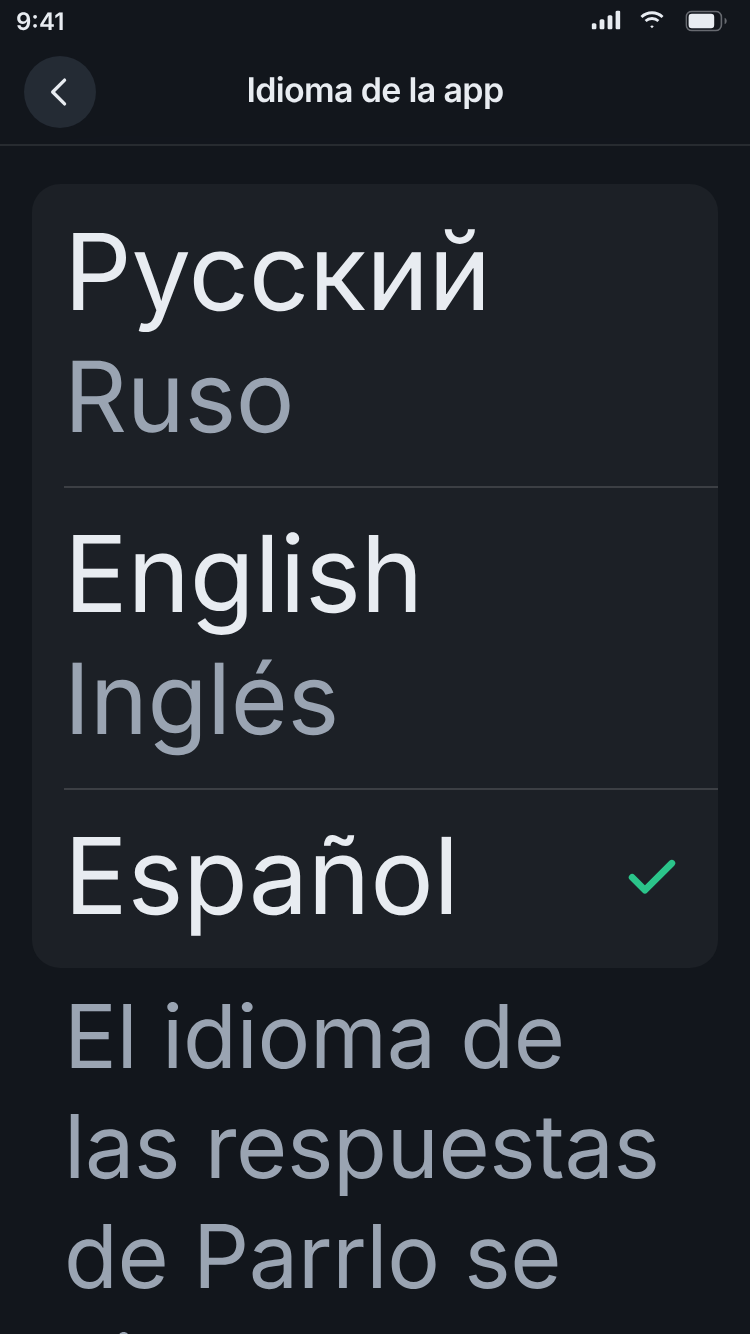 9:41
Idioma de la app
Русский
Ruso
English
Inglés
Español
El idioma de
las respuestas
de Parrlo se